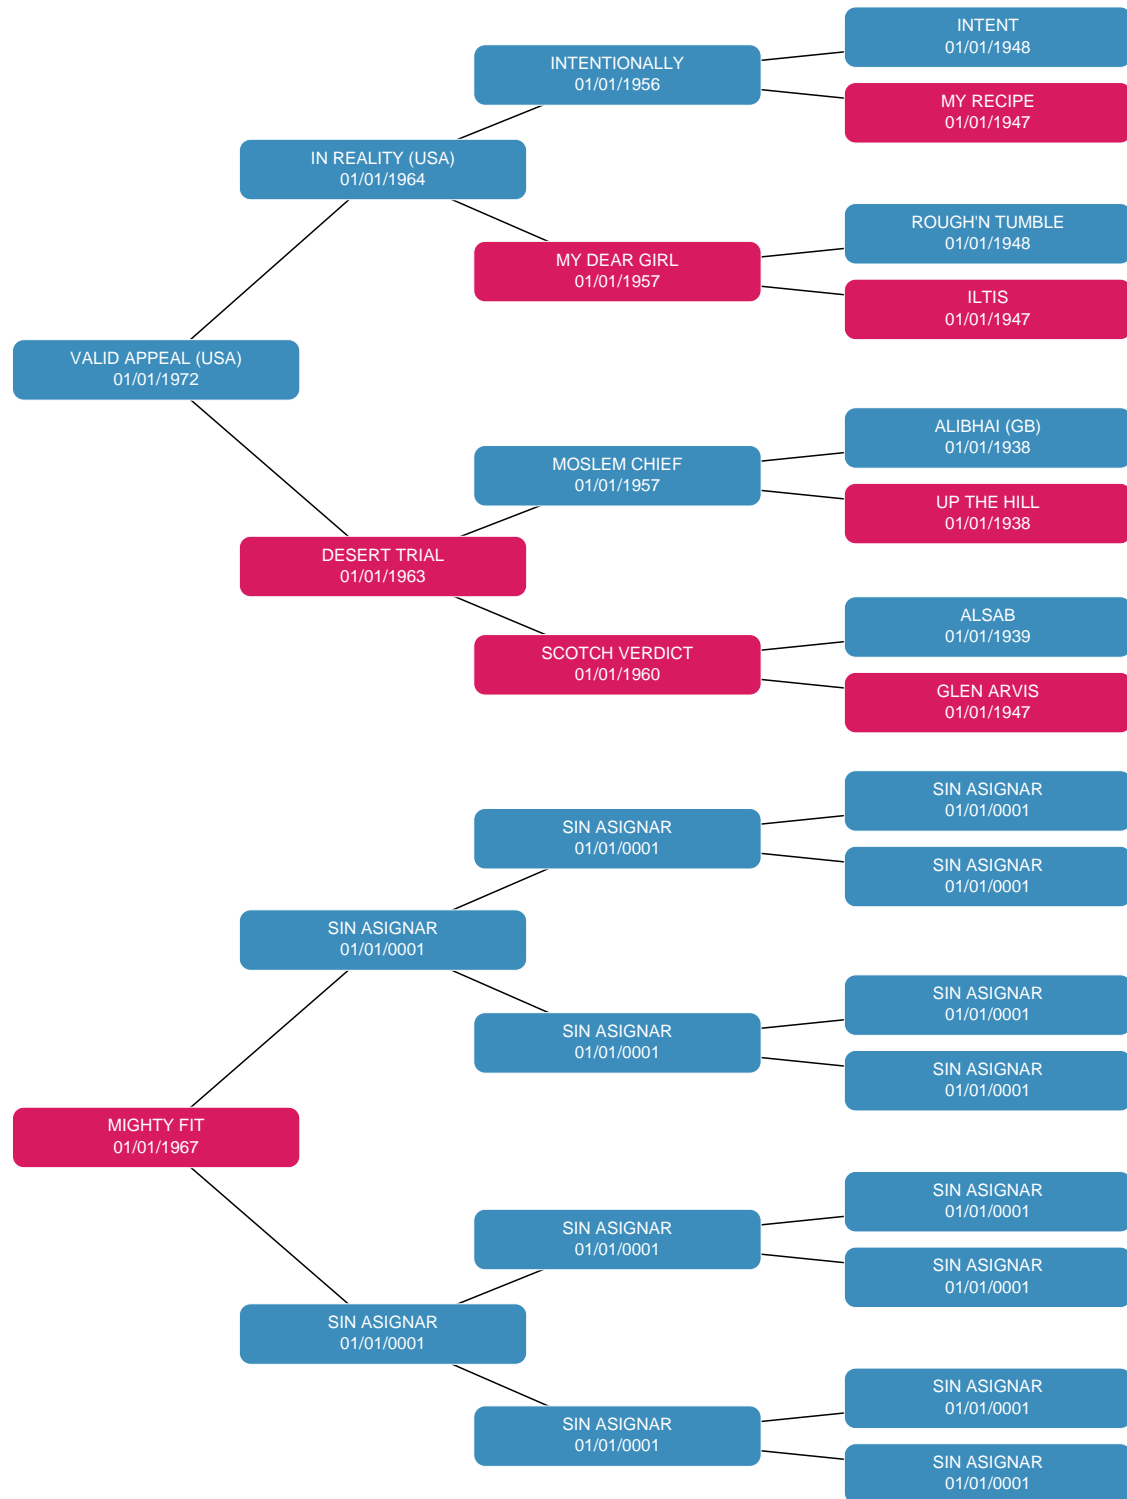 INTENT
01/01/1948
INTENTIONALLY
01/01/1956
MY RECIPE
01/01/1947
IN REALITY (USA)
01/01/1964
ROUGH'N TUMBLE
01/01/1948
MY DEAR GIRL
01/01/1957
ILTIS
01/01/1947
VALID APPEAL (USA)
01/01/1972
ALIBHAI (GB)
01/01/1938
MOSLEM CHIEF
01/01/1957
UP THE HILL
01/01/1938
DESERT TRIAL
01/01/1963
ALSAB
01/01/1939
SCOTCH VERDICT
01/01/1960
GLEN ARVIS
01/01/1947
SIN ASIGNAR
01/01/0001
SIN ASIGNAR
01/01/0001
SIN ASIGNAR
01/01/0001
SIN ASIGNAR
01/01/0001
SIN ASIGNAR
01/01/0001
SIN ASIGNAR
01/01/0001
SIN ASIGNAR
01/01/0001
MIGHTY FIT
01/01/1967
SIN ASIGNAR
01/01/0001
SIN ASIGNAR
01/01/0001
SIN ASIGNAR
01/01/0001
SIN ASIGNAR
01/01/0001
SIN ASIGNAR
01/01/0001
SIN ASIGNAR
01/01/0001
SIN ASIGNAR
01/01/0001